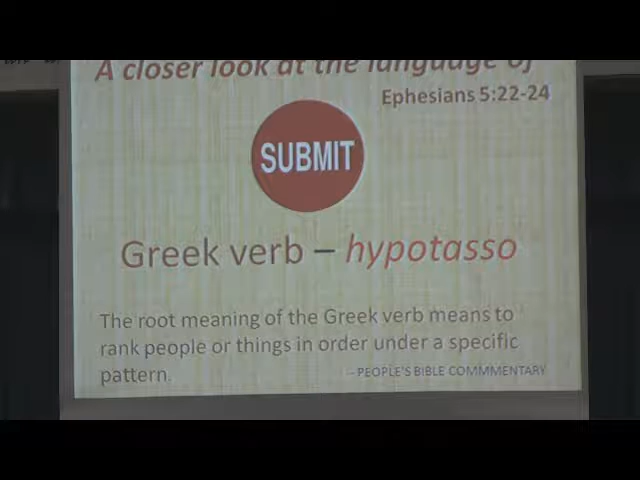 A closer look at the language of
Ephesians 5:22-24
SUBMIT
Greek verb – hypotasso
The root meaning of the Greek verb means to
rank people or things in order under a specific
pattern.
-- PEOPLE'S BIBLE COMMMENTARY